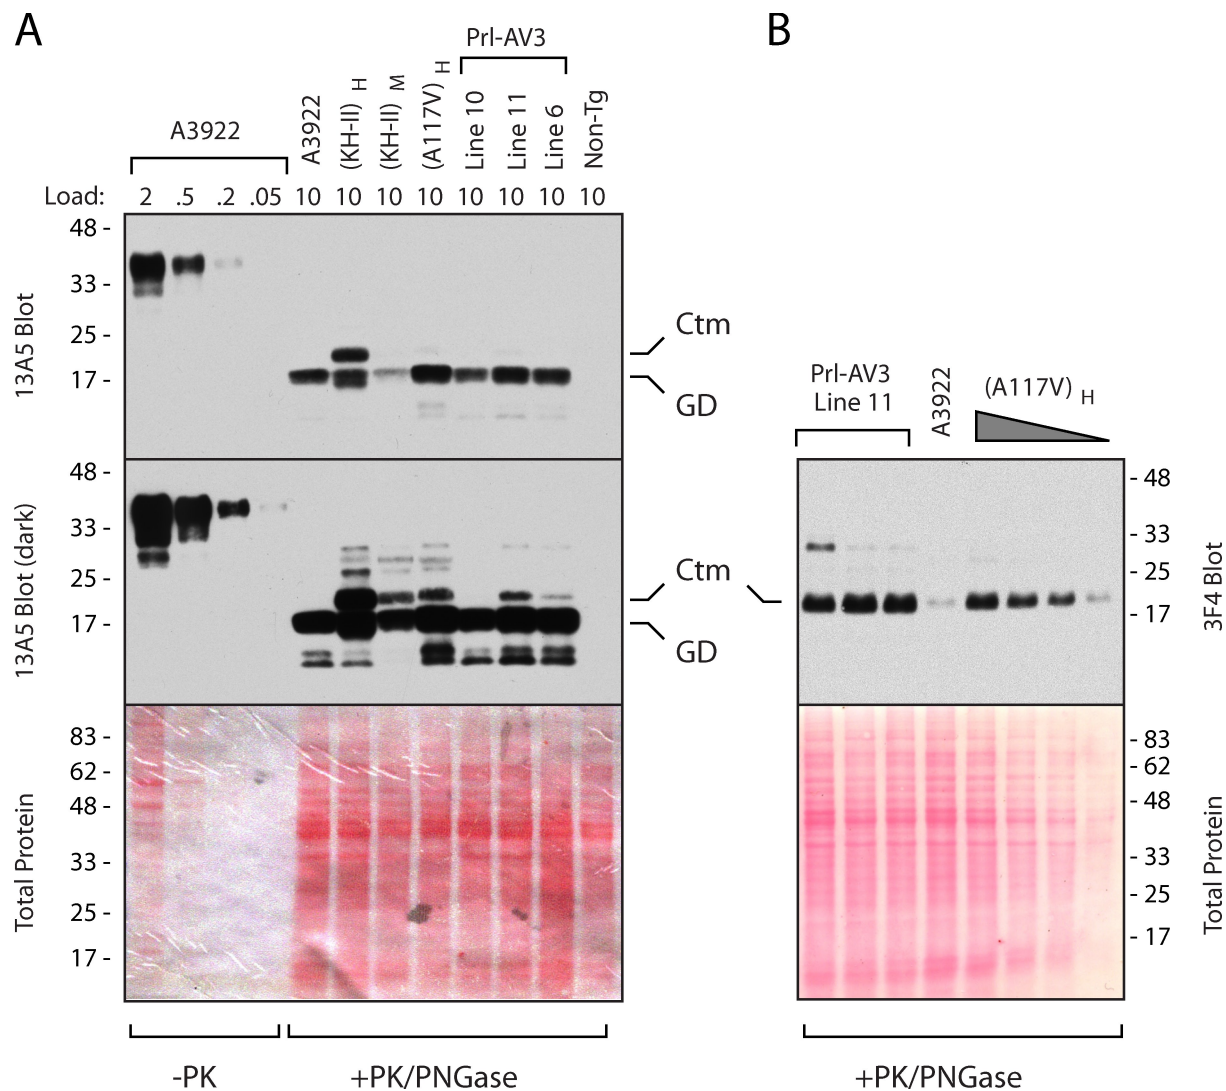 A
B
Prl-AV3
A3922
A3922
(KH-II) H
(KH-II) M
(A117V) H
Line 10
Line 11
Line 6
Non-Tg
Load: 2 .5 .2 .05 10 10 10 10 10 10 10 10
13A5 Blot
48 -
33 -
25 -
17 -
Ctm
GD
13A5 Blot (dark)
48 -
33 -
25 -
17 -
Ctm
GD
Total Protein
83 -
62 -
48 -
33 -
25 -
17 -
-PK
+PK/PNGase
Prl-AV3
Line 11
A3922
(A117V) H
- 48
- 33
- 25
- 17
3F4 Blot
- 83
- 62
- 48
- 33
- 25
- 17
Total Protein
+PK/PNGase